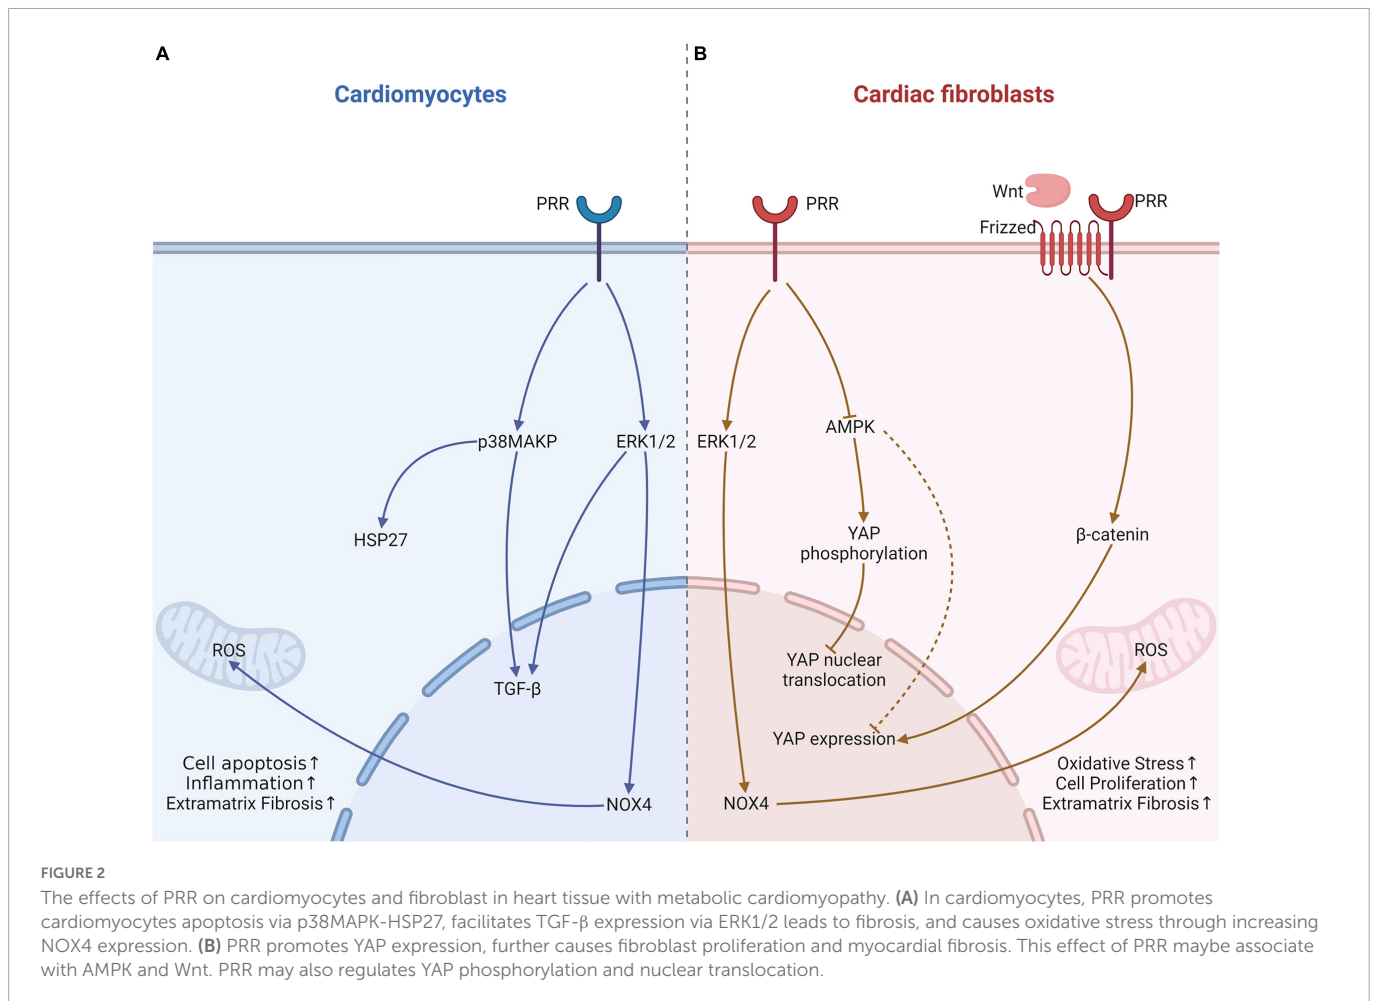 A
B
Cardiomyocytes
Cardiac fibroblasts
PRR
PRR
Wnt
PRR
Frizzed
p38MAKP
ERK1/2
ERK1/2
AMPK
HSP27
YAP
phosphorylation
β-catenin
ROS
TGF-β
YAP nuclear
translocation
ROS
YAP expression
Cell apoptosis↑
Inflammation↑
Extramatrix Fibrosis↑
NOX4
NOX4
Oxidative Stress↑
Cell Proliferation↑
Extramatrix Fibrosis↑
FIGURE 2
The effects of PRR on cardiomyocytes and fibroblast in heart tissue with metabolic cardiomyopathy. (A) In cardiomyocytes, PRR promotes
cardiomyocytes apoptosis via p38MAPK-HSP27, facilitates TGF-β expression via ERK1/2 leads to fibrosis, and causes oxidative stress through increasing
NOX4 expression. (B) PRR promotes YAP expression, further causes fibroblast proliferation and myocardial fibrosis. This effect of PRR maybe associate
with AMPK and Wnt. PRR may also regulates YAP phosphorylation and nuclear translocation.